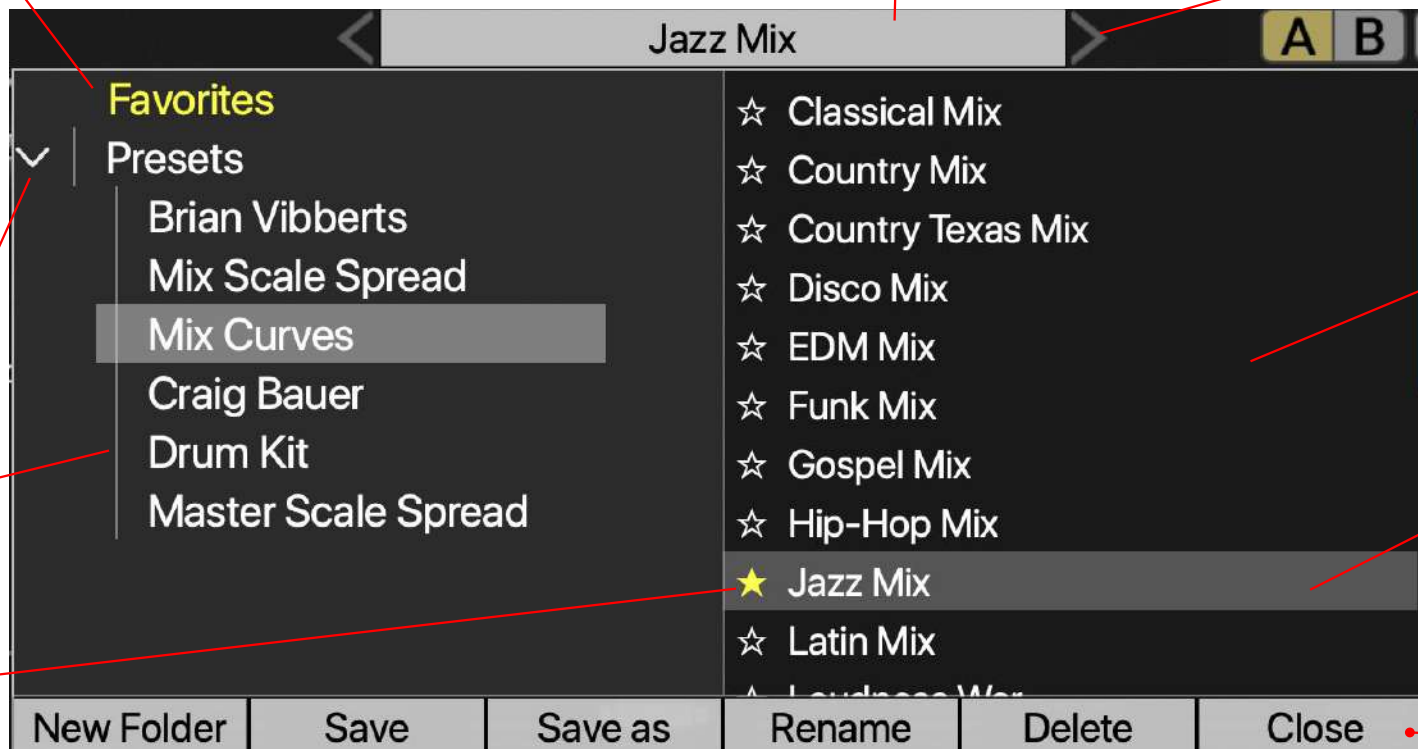 Jazz Mix
A B
Favorites
Presets
Brian Vibberts
Mix Scale Spread
Mix Curves
Craig Bauer
Drum Kit
Master Scale Spread
Classical Mix
Country Mix
Country Texas Mix
Disco Mix
EDM Mix
Funk Mix
Gospel Mix
Hip-Hop Mix
Jazz Mix
Latin Mix
New Folder
Save
Save as
Rename
Delete
Close